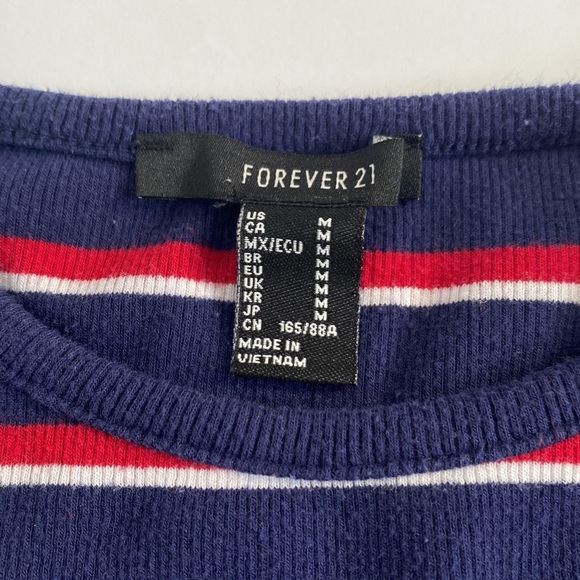 FOREVER 21
US M
CA M
MX/ECU M
BR M
EU M
UK M
KR M
JP M
CN 165/88A
MADE IN
VIETNAM